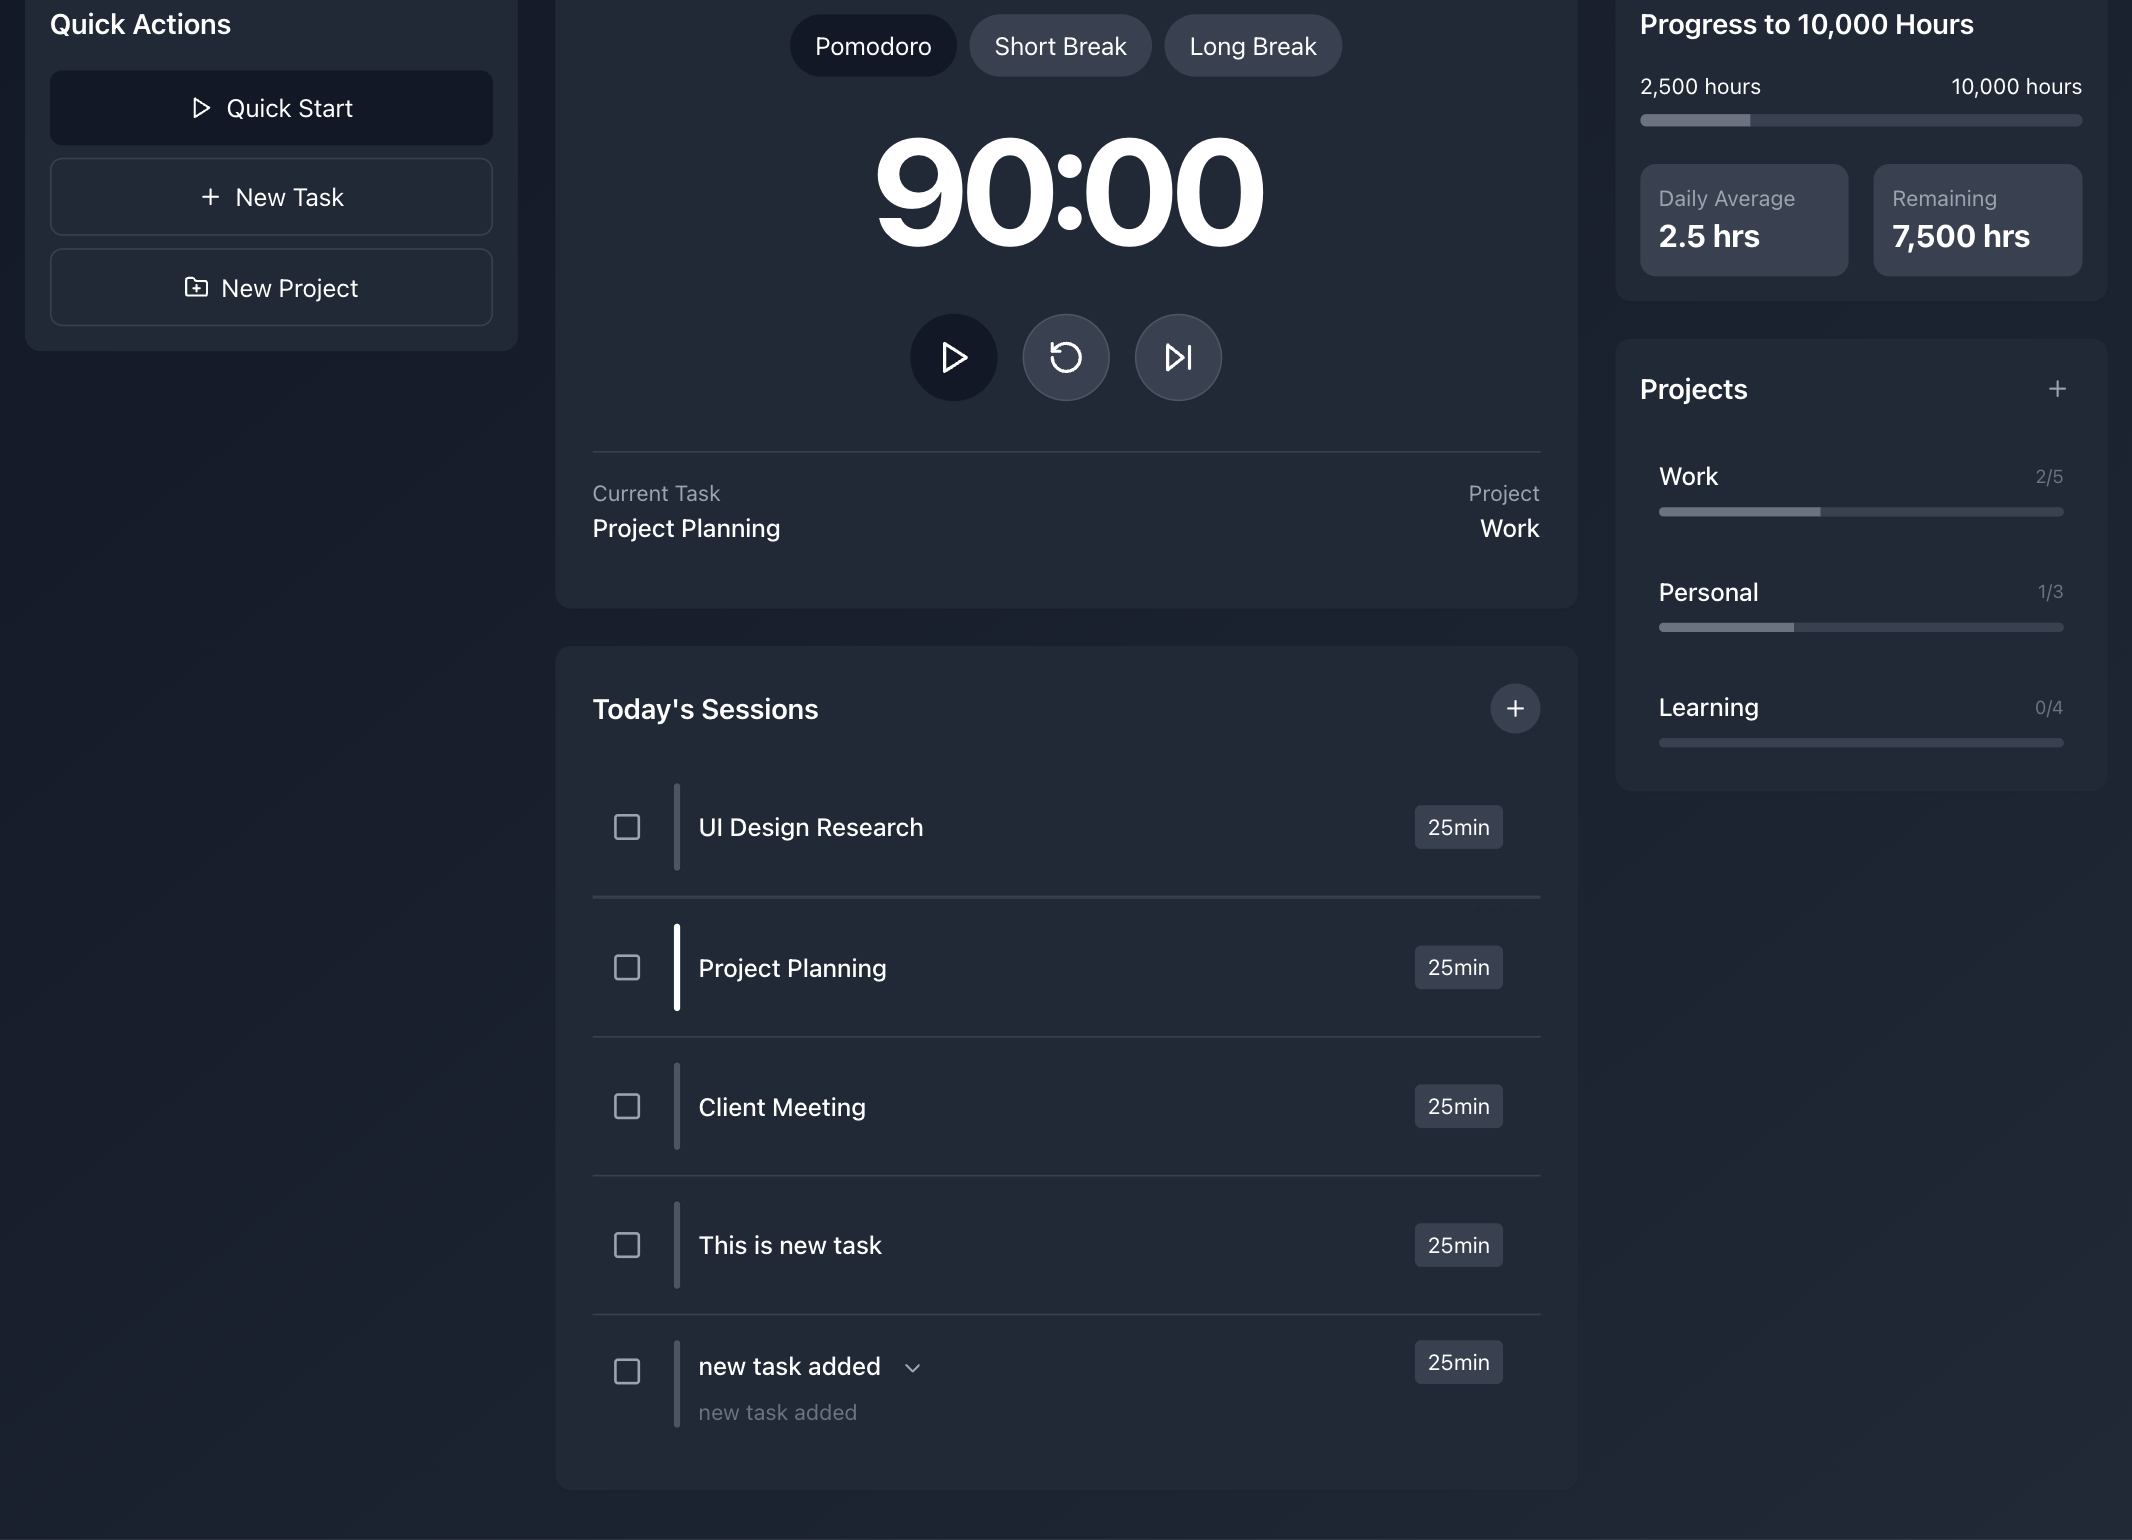 Quick Actions
Quick Start
New Task
New Project
Pomodoro
Short Break
Long Break
90:00
Current Task
Project Planning
Project
Work
Today's Sessions
UI Design Research
25min
Project Planning
25min
Client Meeting
25min
This is new task
25min
new task added
25min
new task added
Progress to 10,000 Hours
2,500 hours
10,000 hours
Daily Average
2.5 hrs
Remaining
7,500 hrs
Projects
Work
2/5
Personal
1/3
Learning
0/4